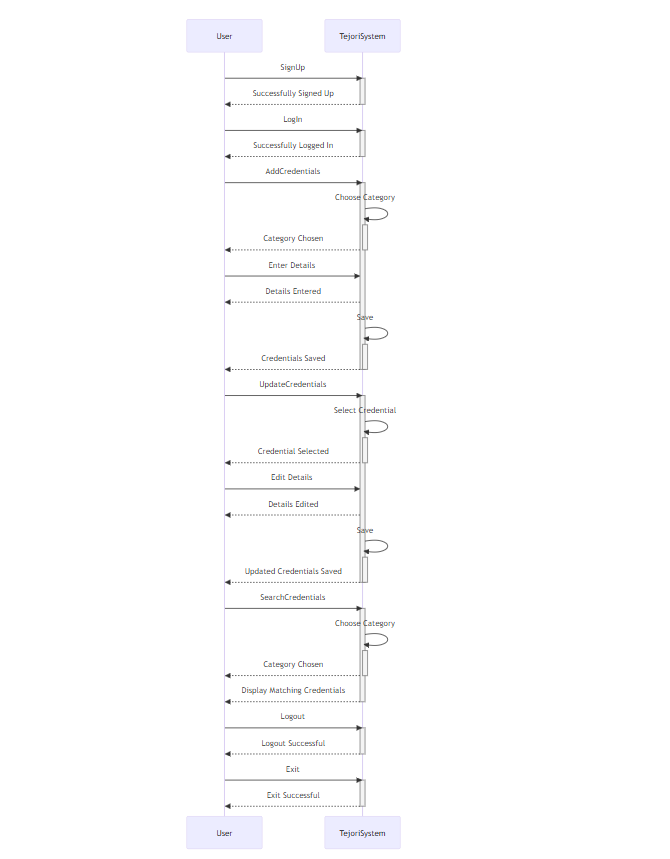 User
TejoriSystem
SignUp
Successfully Signed Up
LogIn
Successfully Logged In
AddCredentials
Choose Category
Category Chosen
Enter Details
Details Entered
Save
Credentials Saved
UpdateCredentials
Select Credential
Credential Selected
Edit Details
Details Edited
Save
Updated Credentials Saved
SearchCredentials
Choose Category
Category Chosen
Display Matching Credentials
Logout
Logout Successful
Exit
Exit Successful
User
TejoriSystem